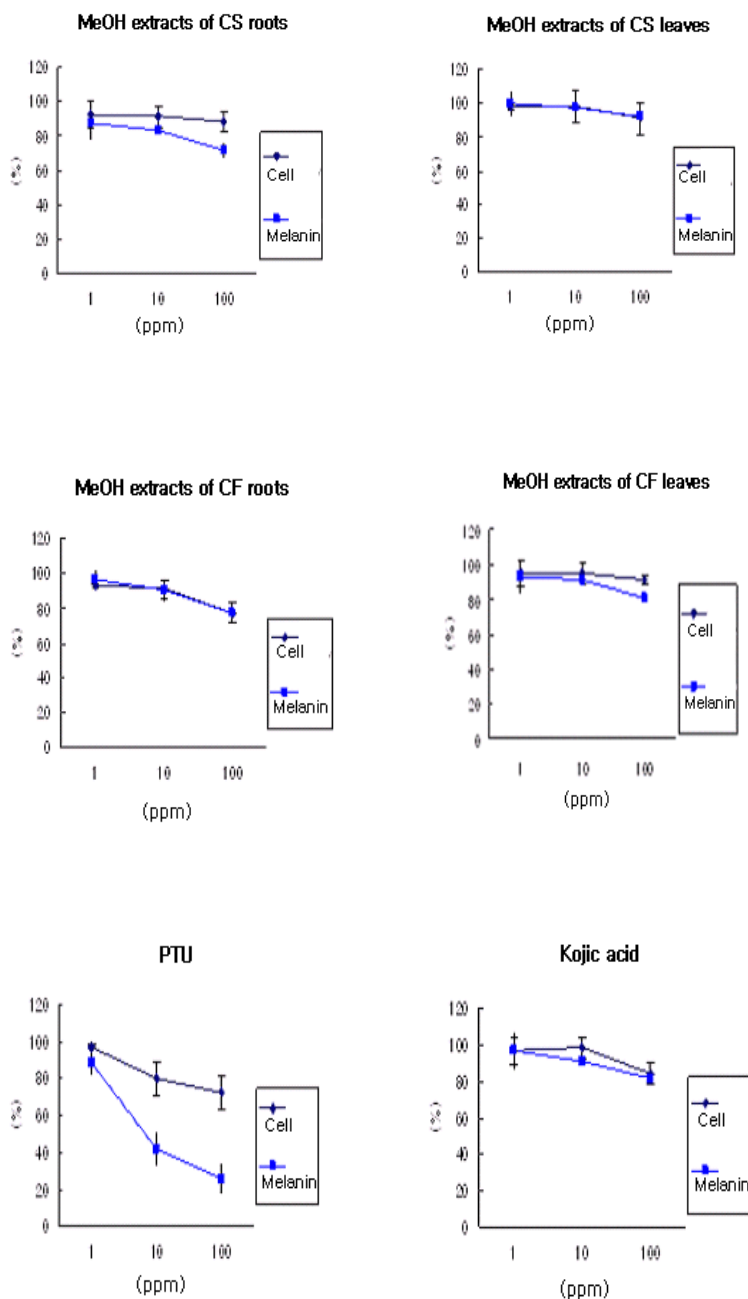 MeOH extracts of CS roots
120
100
80
60
40
20
0
(%)
1 10 100
(ppm)
Cell
Melanin
MeOH extracts of CS leaves
120
100
80
60
40
20
0
(%)
1 10 100
(ppm)
Cell
Melanin
MeOH extracts of CF roots
120
100
80
60
40
20
0
(%)
1 10 100
(ppm)
Cell
Melanin
MeOH extracts of CF leaves
120
100
80
60
40
20
0
(%)
1 10 100
(ppm)
Cell
Melanin
PTU
120
100
80
60
40
20
0
(%)
1 10 100
(ppm)
Cell
Melanin
Kojic acid
120
100
80
60
40
20
0
(%)
1 10 100
(ppm)
Cell
Melanin